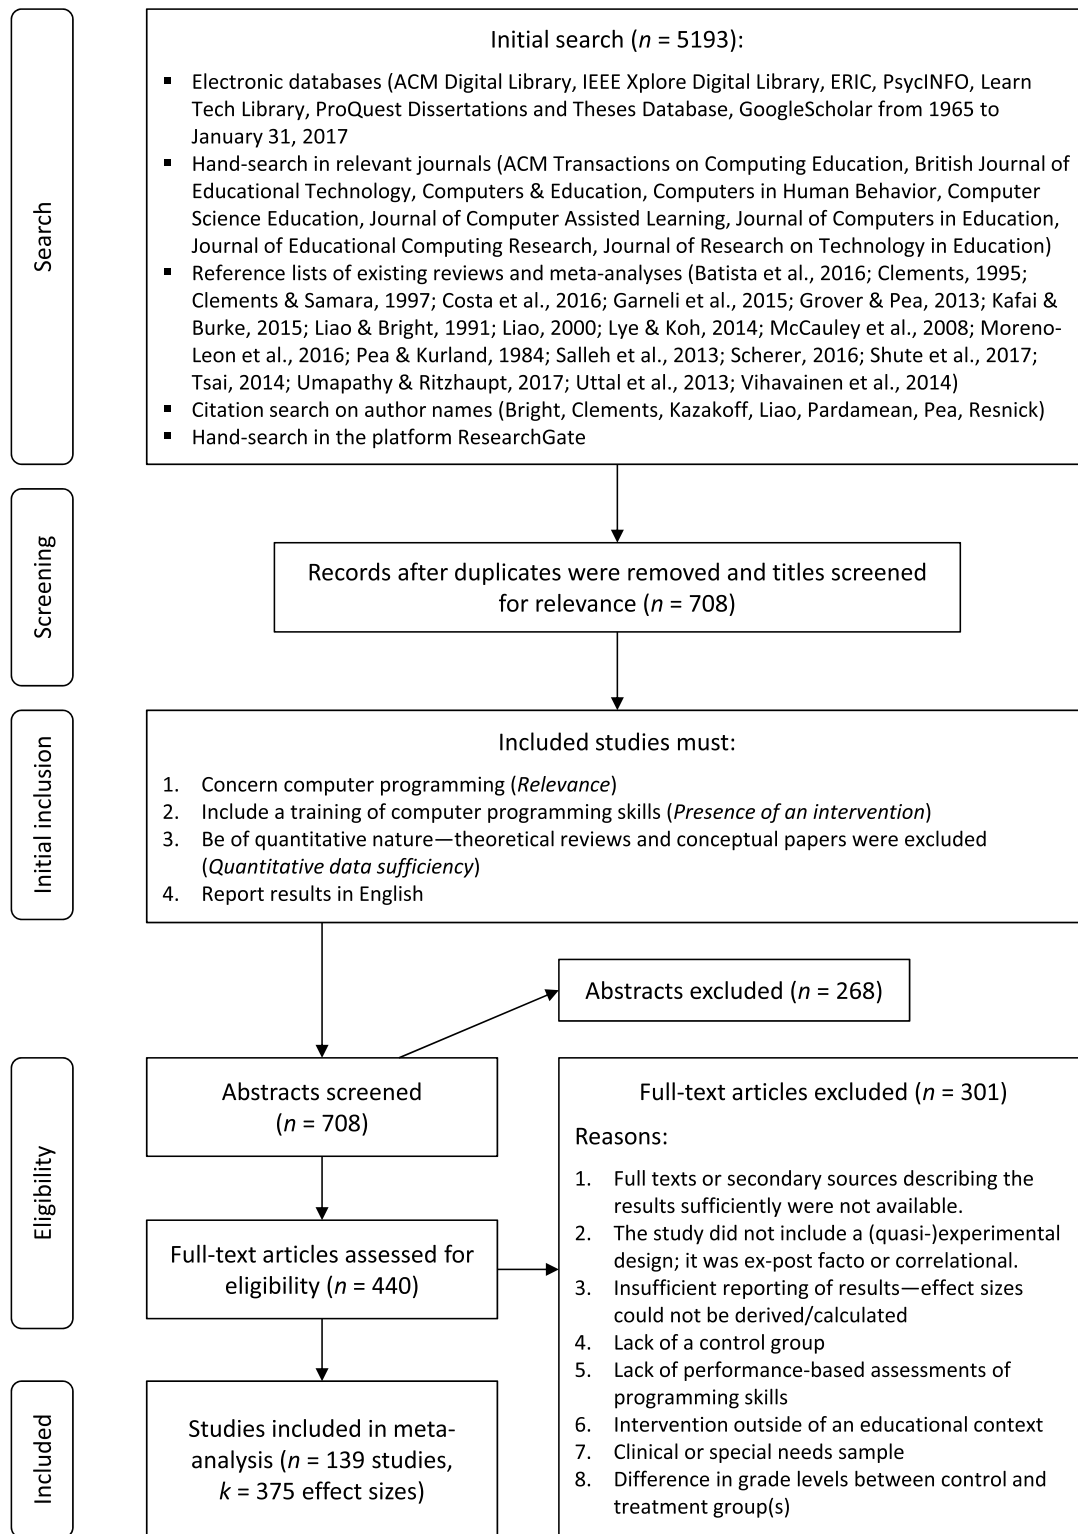 Search
Initial search (n = 5193):
▪ Electronic databases (ACM Digital Library, IEEE Xplore Digital Library, ERIC, PsycINFO, Learn
Tech Library, ProQuest Dissertations and Theses Database, GoogleScholar from 1965 to
January 31, 2017
▪ Hand-search in relevant journals (ACM Transactions on Computing Education, British Journal of
Educational Technology, Computers & Education, Computers in Human Behavior, Computer
Science Education, Journal of Computer Assisted Learning, Journal of Computers in Education,
Journal of Educational Computing Research, Journal of Research on Technology in Education)
▪ Reference lists of existing reviews and meta-analyses (Batista et al., 2016; Clements, 1995;
Clements & Samara, 1997; Costa et al., 2016; Garneli et al., 2015; Grover & Pea, 2013; Kafai &
Burke, 2015; Liao & Bright, 1991; Liao, 2000; Lye & Koh, 2014; McCauley et al., 2008; Moreno-
Leon et al., 2016; Pea & Kurland, 1984; Salleh et al., 2013; Scherer, 2016; Shute et al., 2017;
Tsai, 2014; Umapathy & Ritzhaupt, 2017; Uttal et al., 2013; Vihavainen et al., 2014)
▪ Citation search on author names (Bright, Clements, Kazakoff, Liao, Pardamean, Pea, Resnick)
▪ Hand-search in the platform ResearchGate
Screening
Records after duplicates were removed and titles screened
for relevance (n = 708)
Initial inclusion
Included studies must:
1. Concern computer programming (Relevance)
2. Include a training of computer programming skills (Presence of an intervention)
3. Be of quantitative nature—theoretical reviews and conceptual papers were excluded
(Quantitative data sufficiency)
4. Report results in English
Abstracts excluded (n = 268)
Eligibility
Abstracts screened
(n = 708)
Full-text articles assessed for
eligibility (n = 440)
Full-text articles excluded (n = 301)
Reasons:
1. Full texts or secondary sources describing the
results sufficiently were not available.
2. The study did not include a (quasi-)experimental
design; it was ex-post facto or correlational.
3. Insufficient reporting of results—effect sizes
could not be derived/calculated
4. Lack of a control group
5. Lack of performance-based assessments of
programming skills
6. Intervention outside of an educational context
7. Clinical or special needs sample
8. Difference in grade levels between control and
treatment group(s)
Included
Studies included in meta-
analysis (n = 139 studies,
k = 375 effect sizes)